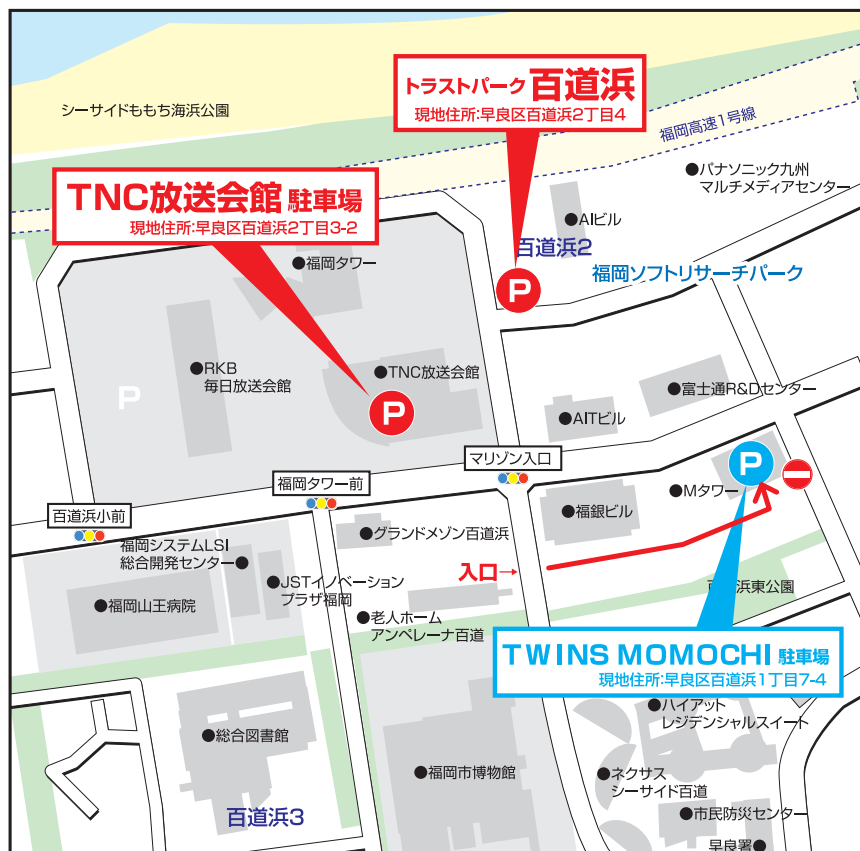 シーサイドももち海浜公園
トラストパーク 百道浜
現地住所:早良区百道浜2丁目4
福岡高速1号線
パナソニック九州
マルチメディアセンター
TNC放送会館 駐車場
現地住所:早良区百道浜2丁目3-2
AIビル
百道浜2
福岡タワー
福岡ソフトリサーチパーク
P
RKB
毎日放送会館
TNC放送会館
P
P
富士通R&Dセンター
AITビル
マリゾン入口
P
福岡タワー前
Mタワー
百道浜小前
福銀ビル
グランドメゾン百道浜
福岡システムLSI
総合開発センター
入口→
JSTイノベーション
プラザ福岡
福岡山王病院
老人ホーム
アンペレーナ百道
浜東公園
TWINS MOMOCHI 駐車場
現地住所:早良区百道浜1丁目7-4
ハイアット
レジデンシャルスイート
総合図書館
福岡市博物館
ネクサス
シーサイド百道
百道浜3
市民防災センター
早良署